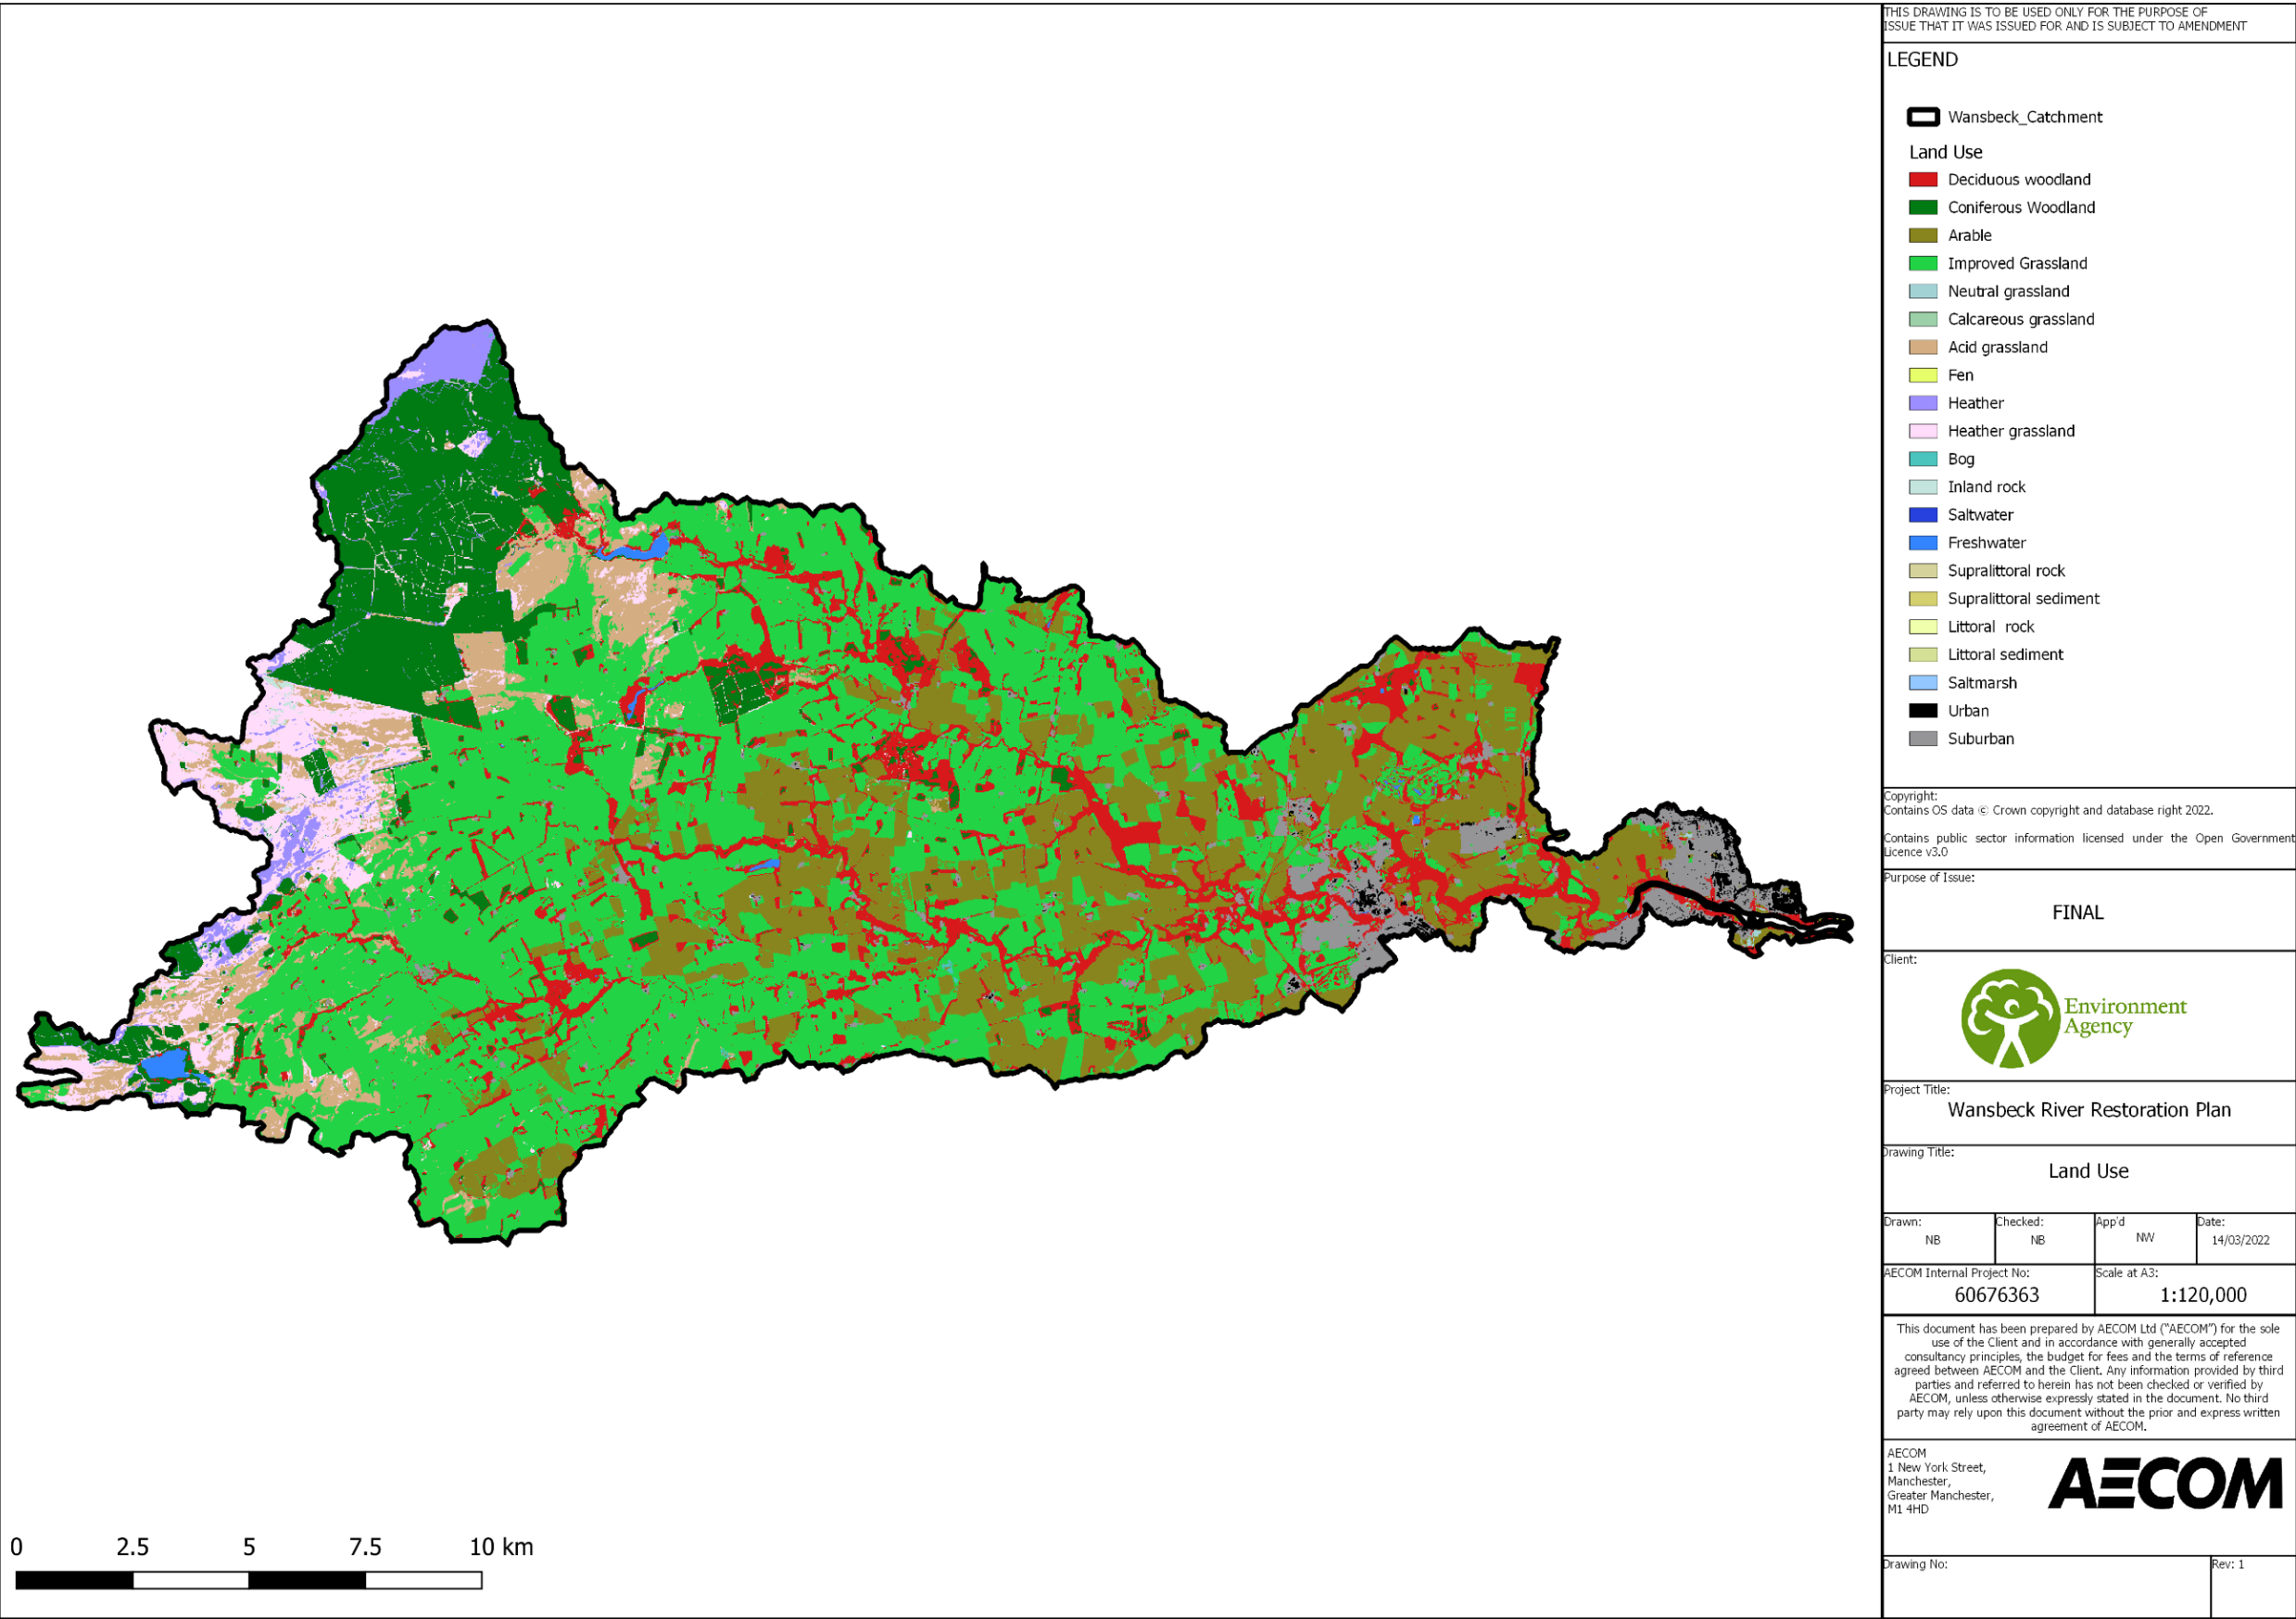 THIS DRAWING IS TO BE USED ONLY FOR THE PURPOSE OF
ISSUE THAT IT WAS ISSUED FOR AND IS SUBJECT TO AMENDMENT
LEGEND
Wansbeck_Catchment
Land Use
Deciduous woodland
Coniferous Woodland
Arable
Improved Grassland
Neutral grassland
Calcareous grassland
Acid grassland
Fen
Heather
Heather grassland
Bog
Inland rock
Saltwater
Freshwater
Supralittoral rock
Supralittoral sediment
Littoral rock
Littoral sediment
Saltmarsh
Urban
Suburban
Copyright:
Contains OS data © Crown copyright and database right 2022.
Contains public sector information licensed under the Open Government
Licence v3.0
Purpose of Issue:
FINAL
Client:
Environment
Agency
Project Title:
Wansbeck River Restoration Plan
Drawing Title:
Land Use
Drawn:
NB
Checked:
NB
App'd
NW
Date:
14/03/2022
AECOM Internal Project No:
60676363
Scale at A3:
1:120,000
This document has been prepared by AECOM Ltd ("AECOM") for the sole
use of the Client and in accordance with generally accepted
consultancy principles, the budget for fees and the terms of reference
agreed between AECOM and the Client. Any information provided by third
parties and referred to herein has not been checked or verified by
AECOM, unless otherwise expressly stated in the document. No third
party may rely upon this document without the prior and express written
agreement of AECOM.
AECOM
1 New York Street,
Manchester,
Greater Manchester,
M1 4HD
AECOM
Drawing No:
Rev: 1
0 2.5 5 7.5 10 km